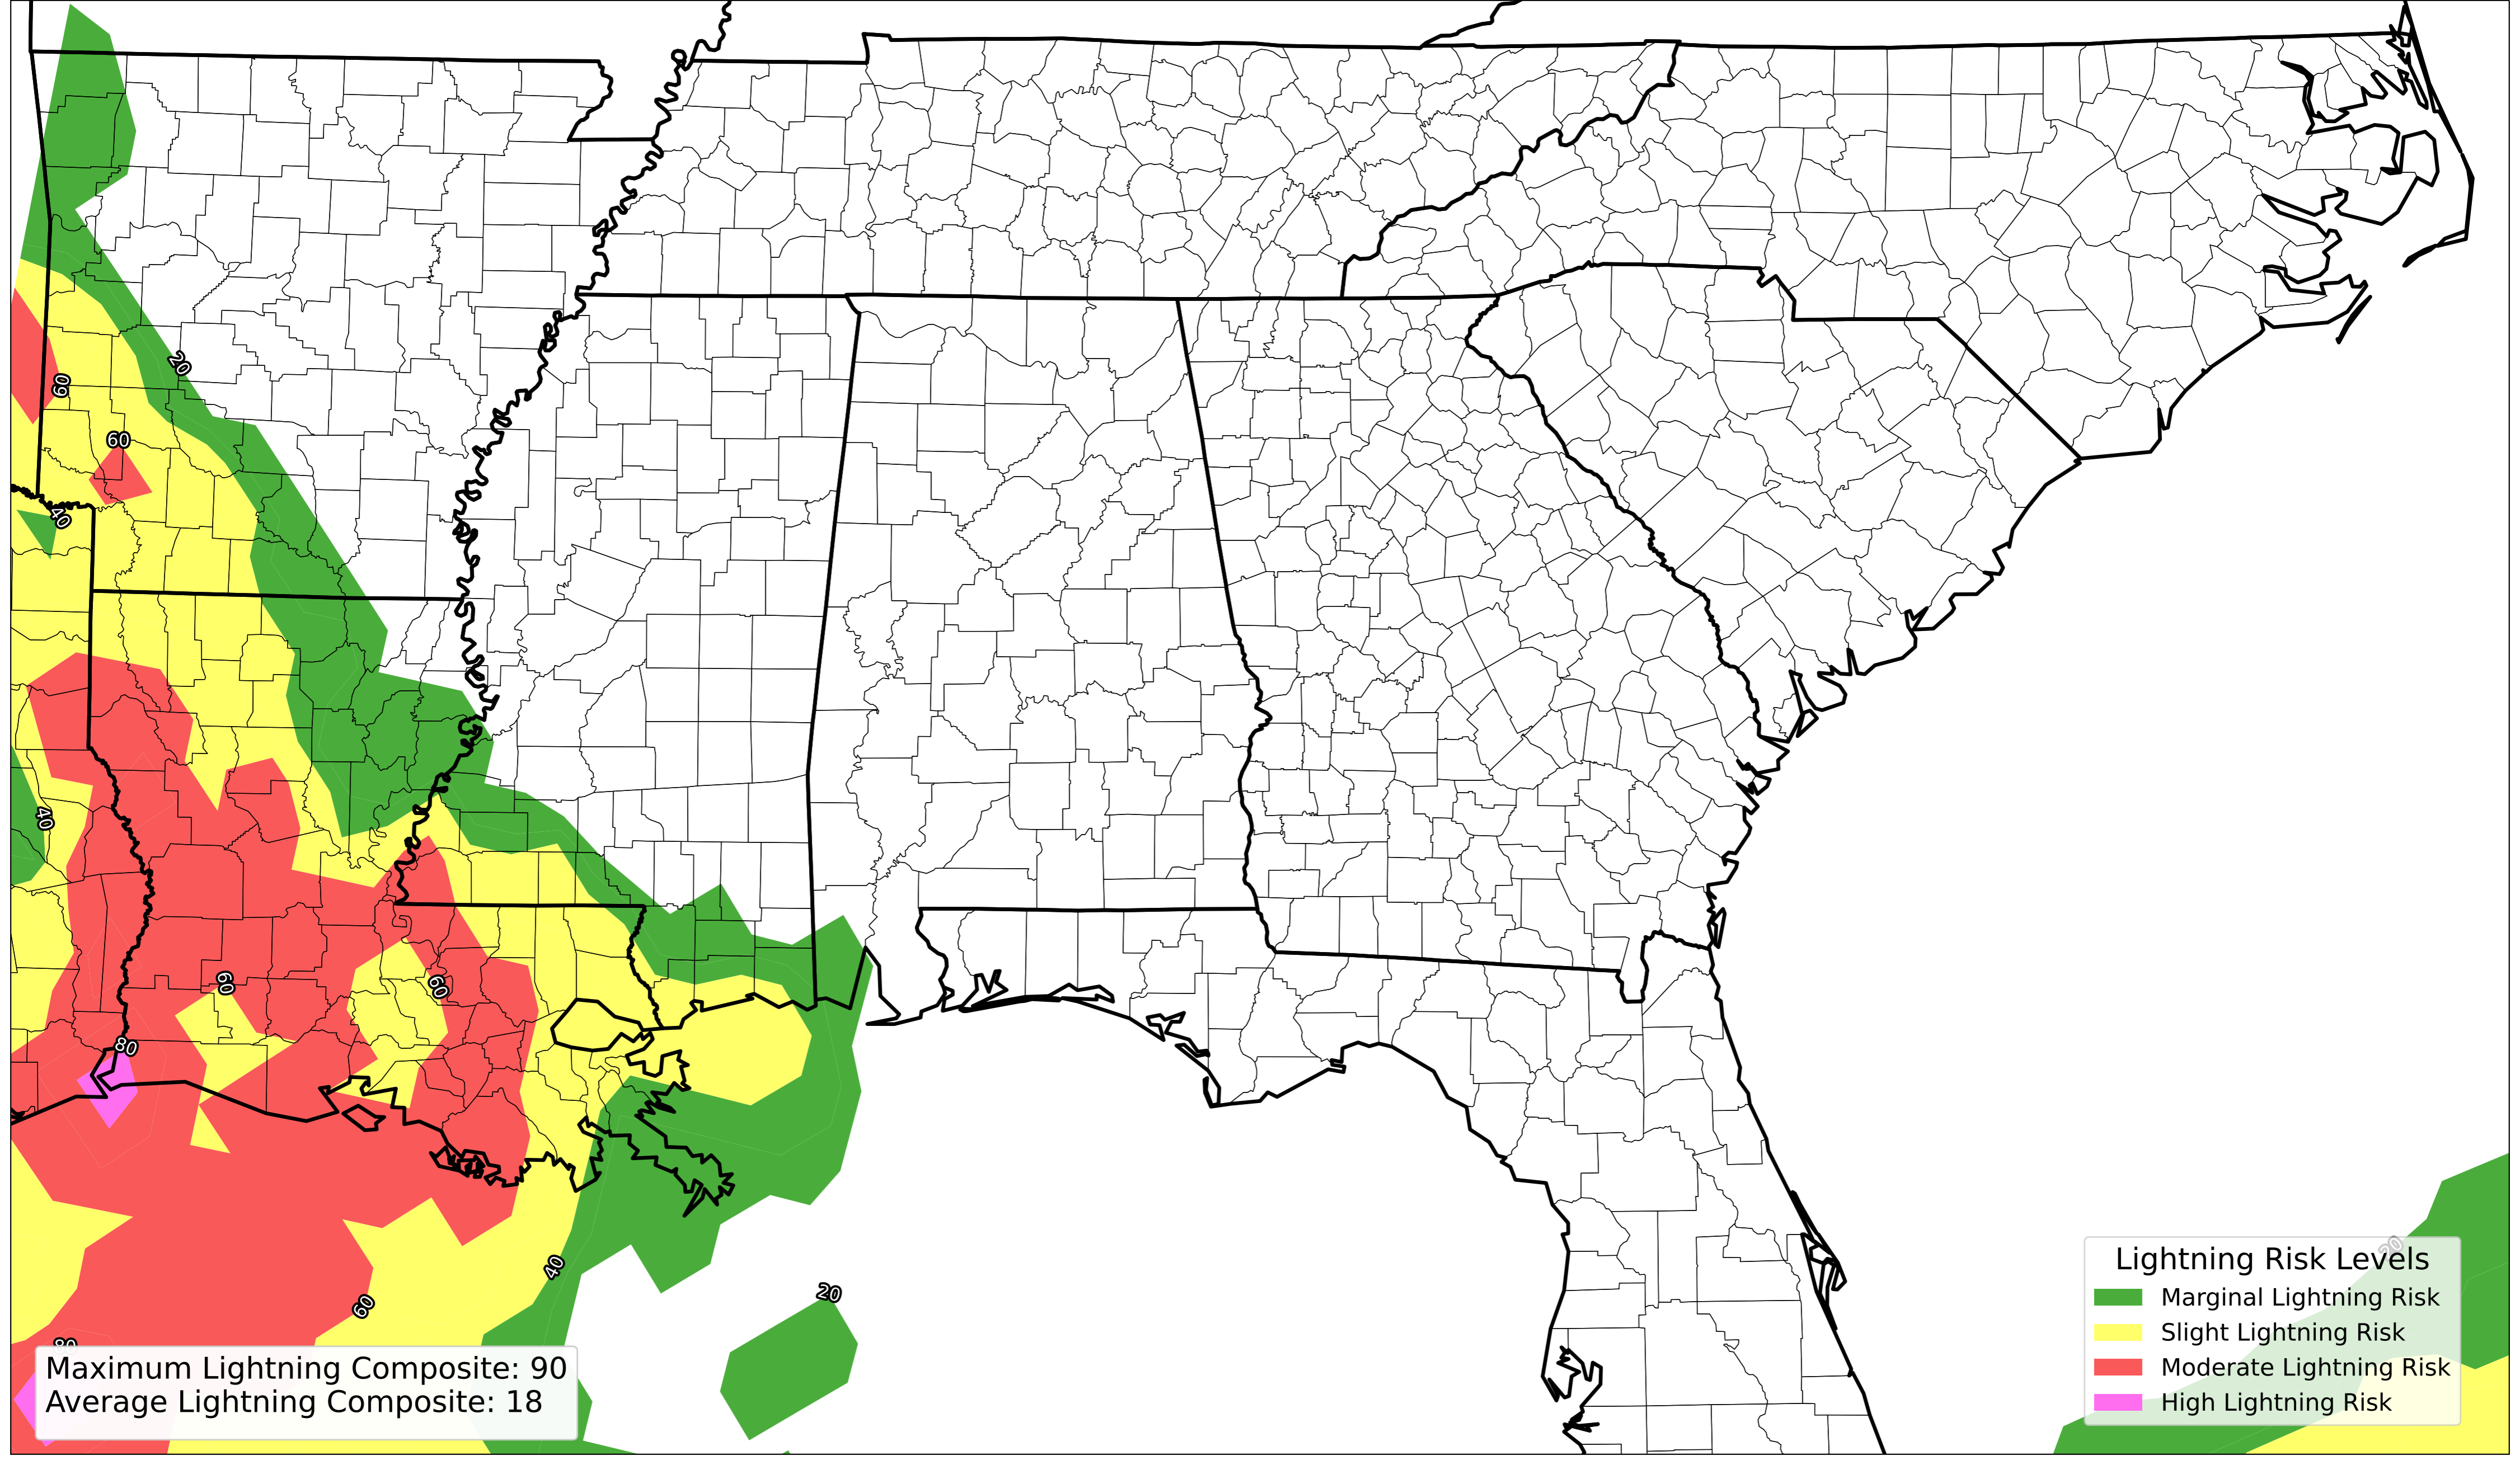 20
60
60
40
40
60
60
80
20
Lightning Risk Levels
40
Marginal Lightning Risk
20
60
Slight Lightning Risk
80
Maximum Lightning Composite: 90
Moderate Lightning Risk
Average Lightning Composite: 18
High Lightning Risk